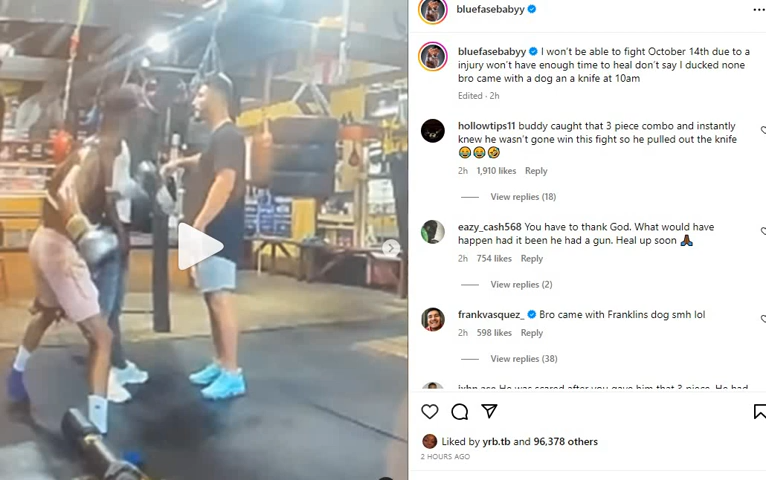 bluefasebabyy
bluefasebabyy I won't be able to fight October 14th due to a
injury won't have enough time to heal don't say I ducked none
bro came with a dog an a knife at 10am
Edited · 2h
hollowtips11 buddy caught that 3 piece combo and instantly
knew he wasn't gone win this fight so he pulled out the knife
😂😂🤣
2h 1,910 likes Reply
View replies (18)
eazy_cash568 You have to thank God. What would have
happen had it been he had a gun. Heal up soon 🙏🏾
2h 754 likes Reply
View replies (2)
frankvasquez_ Bro came with Franklins dog smh lol
2h 598 likes Reply
View replies (38)
He was scared after you gave him that 3 piece. He had
Liked by yrb.tb and 96,378 others
2 HOURS AGO